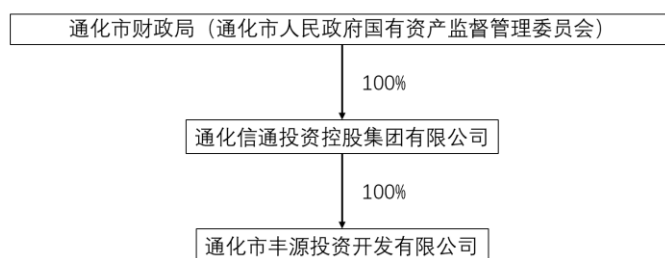 通化市财政局（通化市人民政府国有资产监督管理委员会）
100%
通化信通投资控股集团有限公司
100%
通化市丰源投资开发有限公司